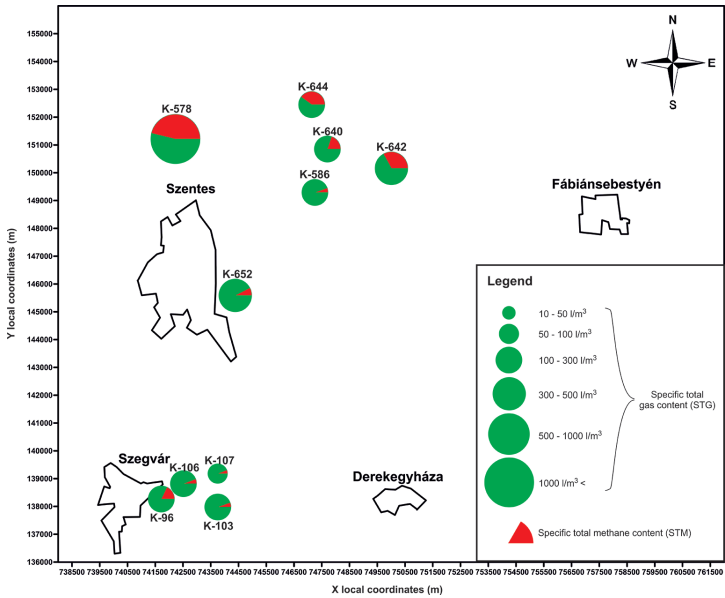 N
W E
S
155000
154000
153000
152000
151000
150000
149000
148000
147000
146000
145000
144000
143000
142000
141000
140000
139000
138000
137000
136000
Y local coordinates (m)
K-644
K-578
K-640
K-642
K-586
Szentes
Fábiánsebestyén
K-652
Szegvár
K-106
K-107
K-96
K-103
Derekegyháza
Legend
10 - 50 l/m³
50 - 100 l/m³
100 - 300 l/m³
300 - 500 l/m³
500 - 1000 l/m³
1000 l/m³ <
Specific total
gas content (STG)
Specific total methane content (STM)
738500 739500 740500 741500 742500 743500 744500 745500 746500 747500 748500 749500 750500 751500 752500 753500 754500 755500 756500 757500 758500 759500 760500 761500
X local coordinates (m)